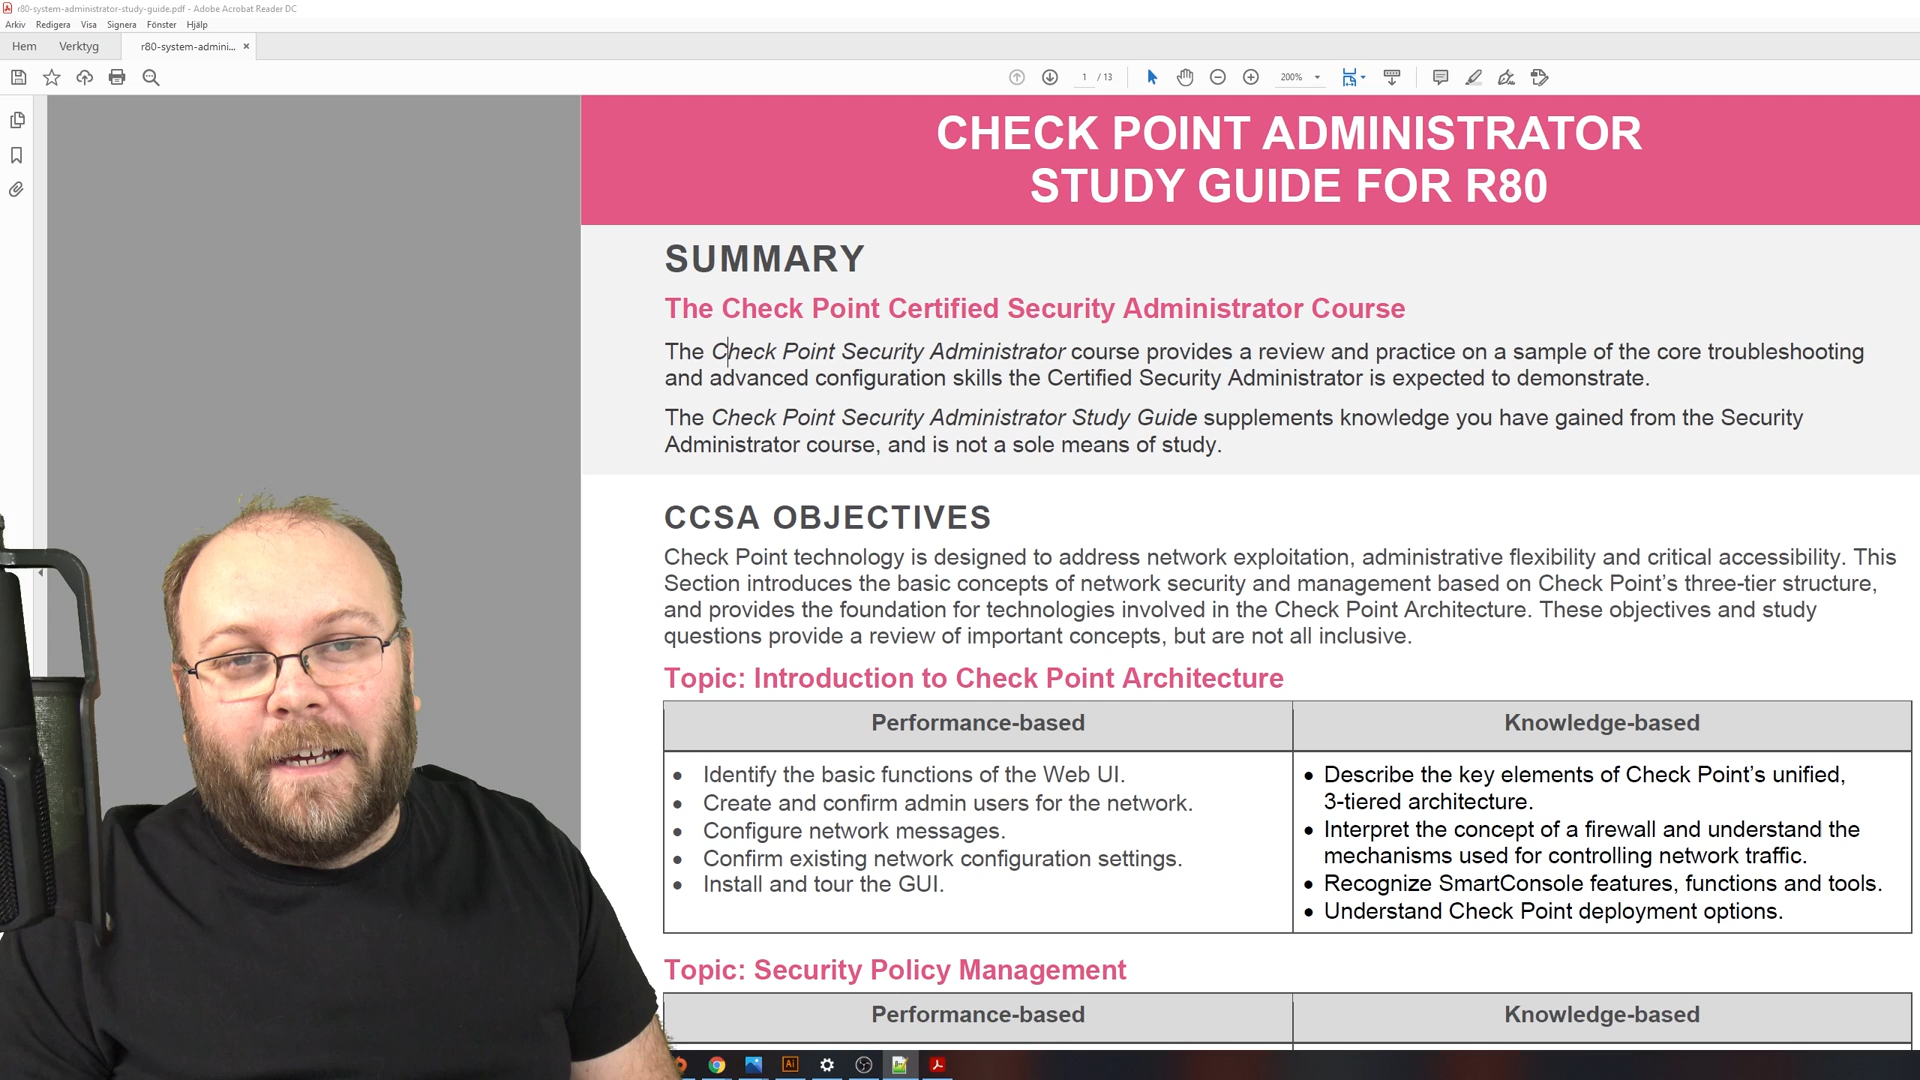 r80-system-administrator-study-guide.pdf - Adobe Acrobat Reader DC
Arkiv Redigera Visa Signera Fönster Hjälp
Hem Verktyg r80-system-admini... ×
1 / 13 200%
CHECK POINT ADMINISTRATOR
STUDY GUIDE FOR R80
SUMMARY
The Check Point Certified Security Administrator Course
The Check Point Security Administrator course provides a review and practice on a sample of the core troubleshooting
and advanced configuration skills the Certified Security Administrator is expected to demonstrate.
The Check Point Security Administrator Study Guide supplements knowledge you have gained from the Security
Administrator course, and is not a sole means of study.
CCSA OBJECTIVES
Check Point technology is designed to address network exploitation, administrative flexibility and critical accessibility. This
Section introduces the basic concepts of network security and management based on Check Point’s three-tier structure,
and provides the foundation for technologies involved in the Check Point Architecture. These objectives and study
questions provide a review of important concepts, but are not all inclusive.
Topic: Introduction to Check Point Architecture
Performance-based
• Identify the basic functions of the Web UI.
• Create and confirm admin users for the network.
• Configure network messages.
• Confirm existing network configuration settings.
• Install and tour the GUI.
Knowledge-based
• Describe the key elements of Check Point’s unified,
3-tiered architecture.
• Interpret the concept of a firewall and understand the
mechanisms used for controlling network traffic.
• Recognize SmartConsole features, functions and tools.
• Understand Check Point deployment options.
Topic: Security Policy Management
Performance-based Knowledge-based
Ai